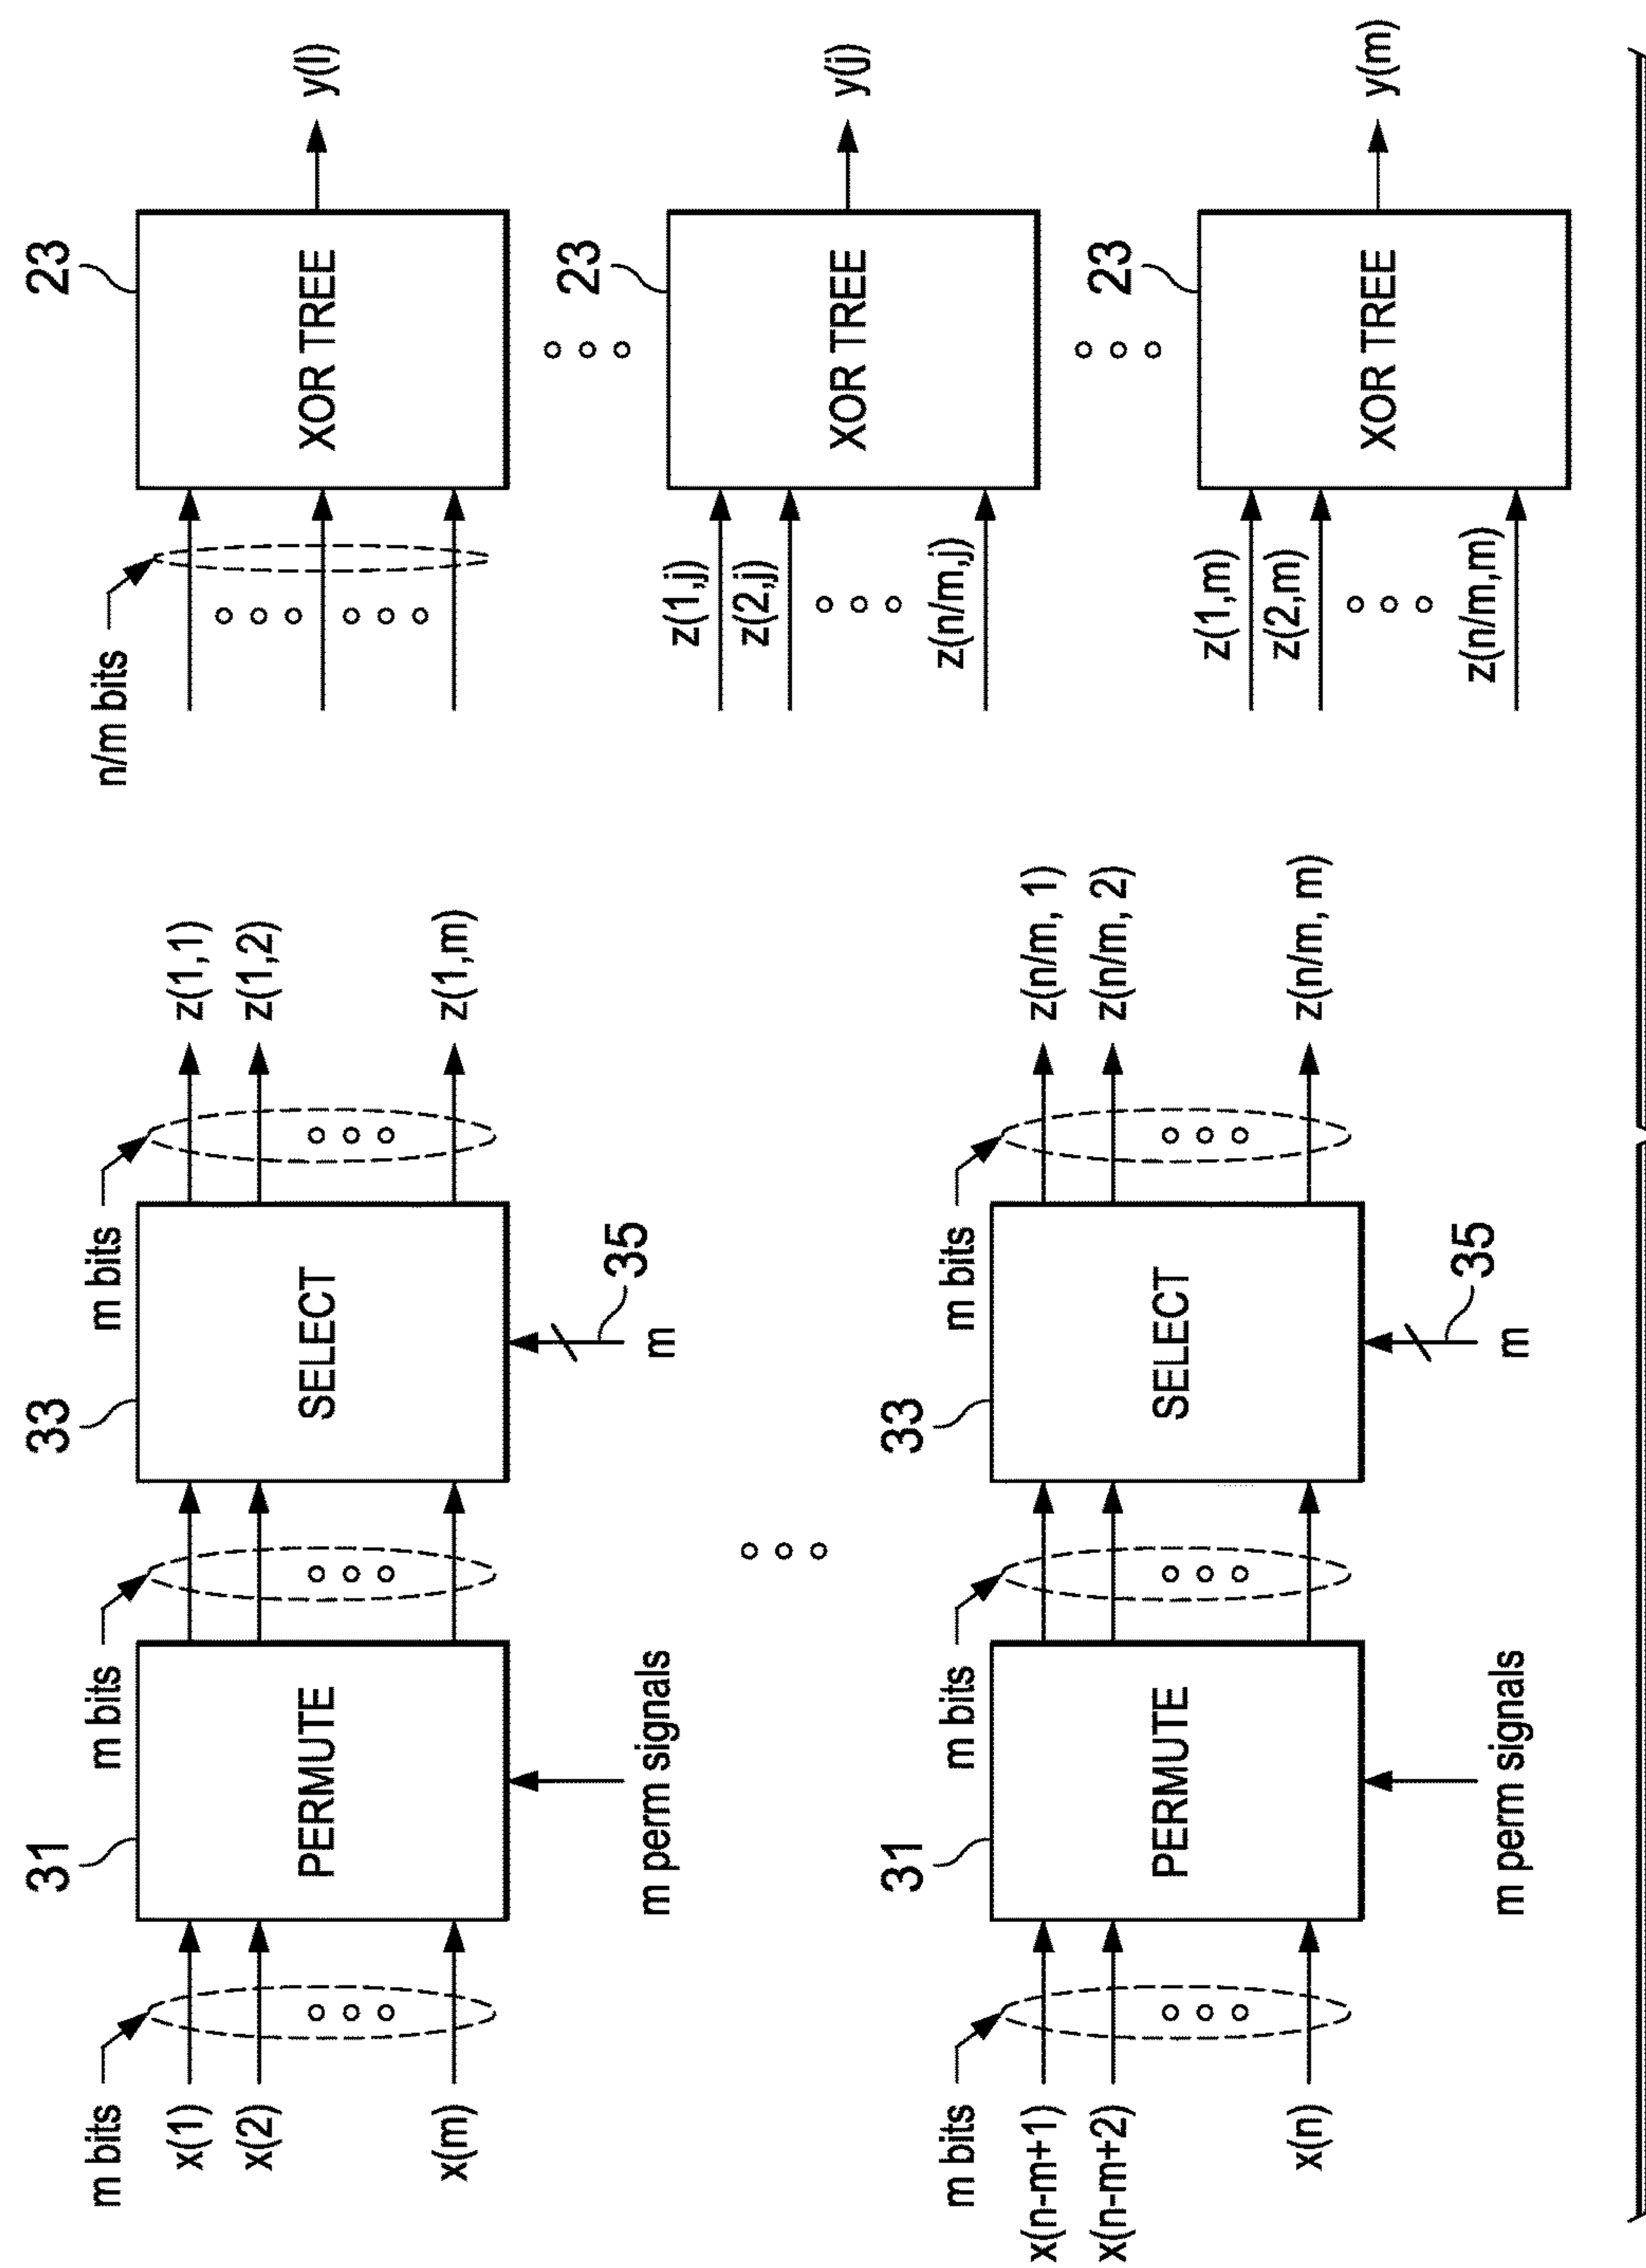 m bits
x(1)
x(2)
x(m)
31
PERMUTE
m perm signals
m bits
33
SELECT
35
m
m bits
z(1,1)
z(1,2)
z(1,m)
m bits
x(n-m+1)
x(n-m+2)
x(n)
31
PERMUTE
m perm signals
m bits
33
SELECT
35
m
m bits
z(n/m, 1)
z(n/m, 2)
z(n/m, m)
n/m bits
23
XOR TREE
y(l)
z(1,j)
z(2,j)
z(n/m,j)
23
XOR TREE
y(j)
z(1,m)
z(2,m)
z(n/m,m)
23
XOR TREE
y(m)